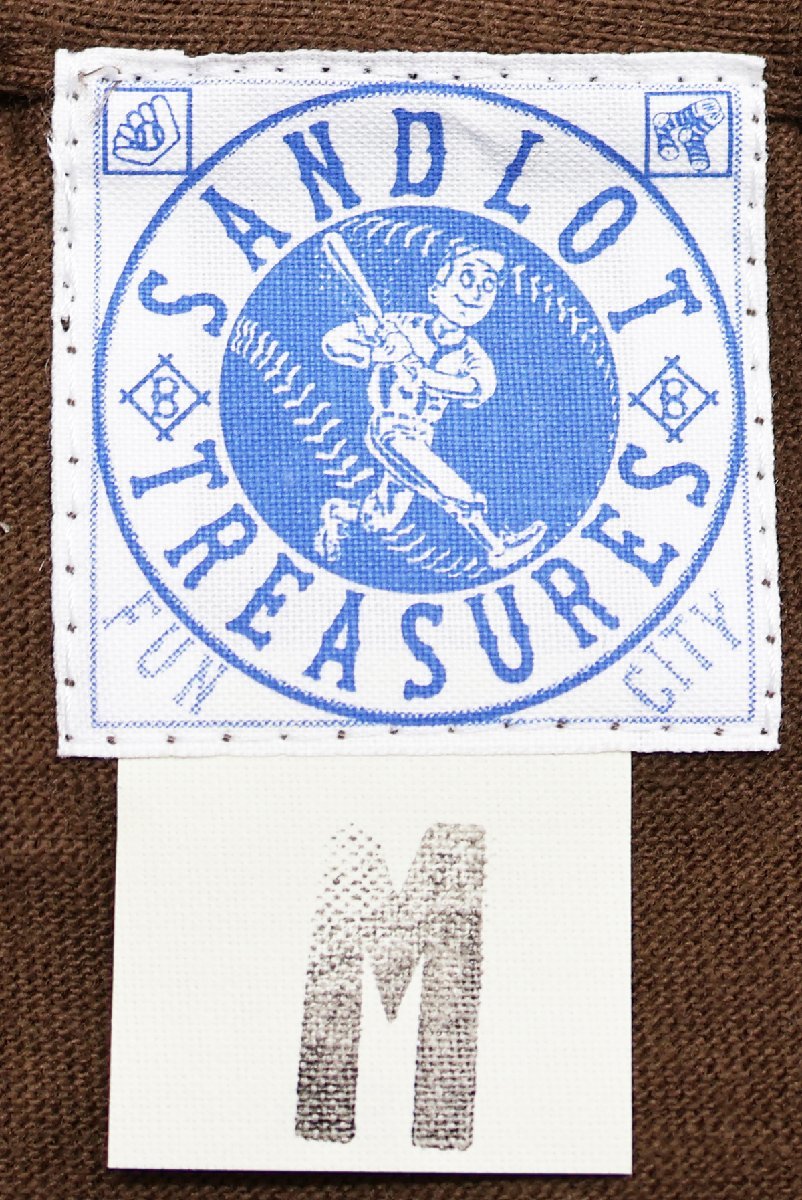 SANDLOT
B B
TREASURES
FUN CITY
M